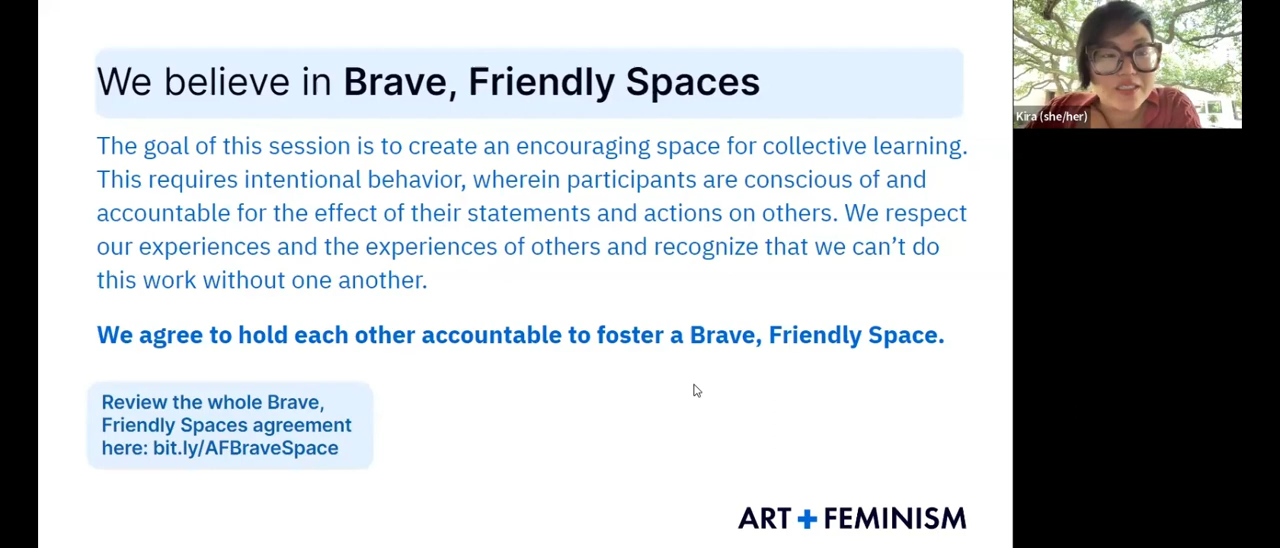 We believe in Brave, Friendly Spaces
The goal of this session is to create an encouraging space for collective learning.
This requires intentional behavior, wherein participants are conscious of and
accountable for the effect of their statements and actions on others. We respect
our experiences and the experiences of others and recognize that we can’t do
this work without one another.
We agree to hold each other accountable to foster a Brave, Friendly Space.
Review the whole Brave,
Friendly Spaces agreement
here: bit.ly/AFBraveSpace
ART + FEMINISM
Kira (she/her)